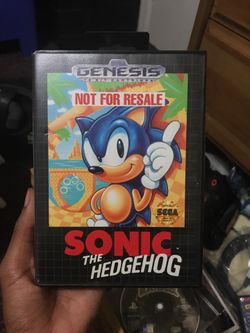 GENESIS
NOT FOR RESALE
SEGA
SONIC
THE
HEDGEHOG